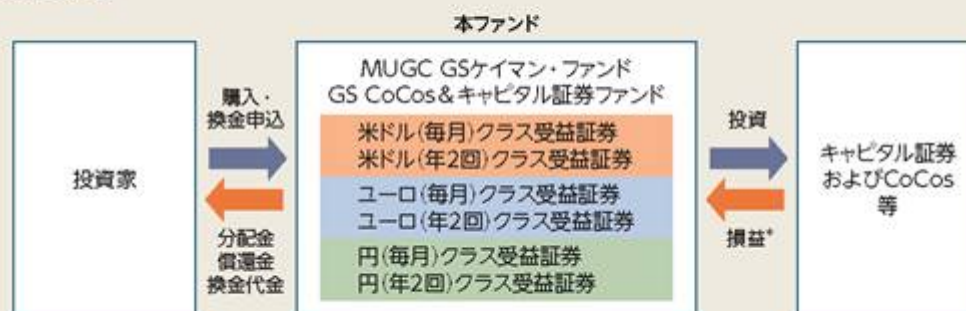 本ファンド
投資家
購入・
換金申込
分配金
償還金
換金代金
MUGC GSケイマン・ファンド
GS CoCos&キャピタル証券ファンド
米ドル(毎月)クラス受益証券
米ドル(年2回)クラス受益証券
ユーロ(毎月)クラス受益証券
ユーロ(年2回)クラス受益証券
円(毎月)クラス受益証券
円(年2回)クラス受益証券
投資
損益*
キャピタル証券
およびCoCos
等